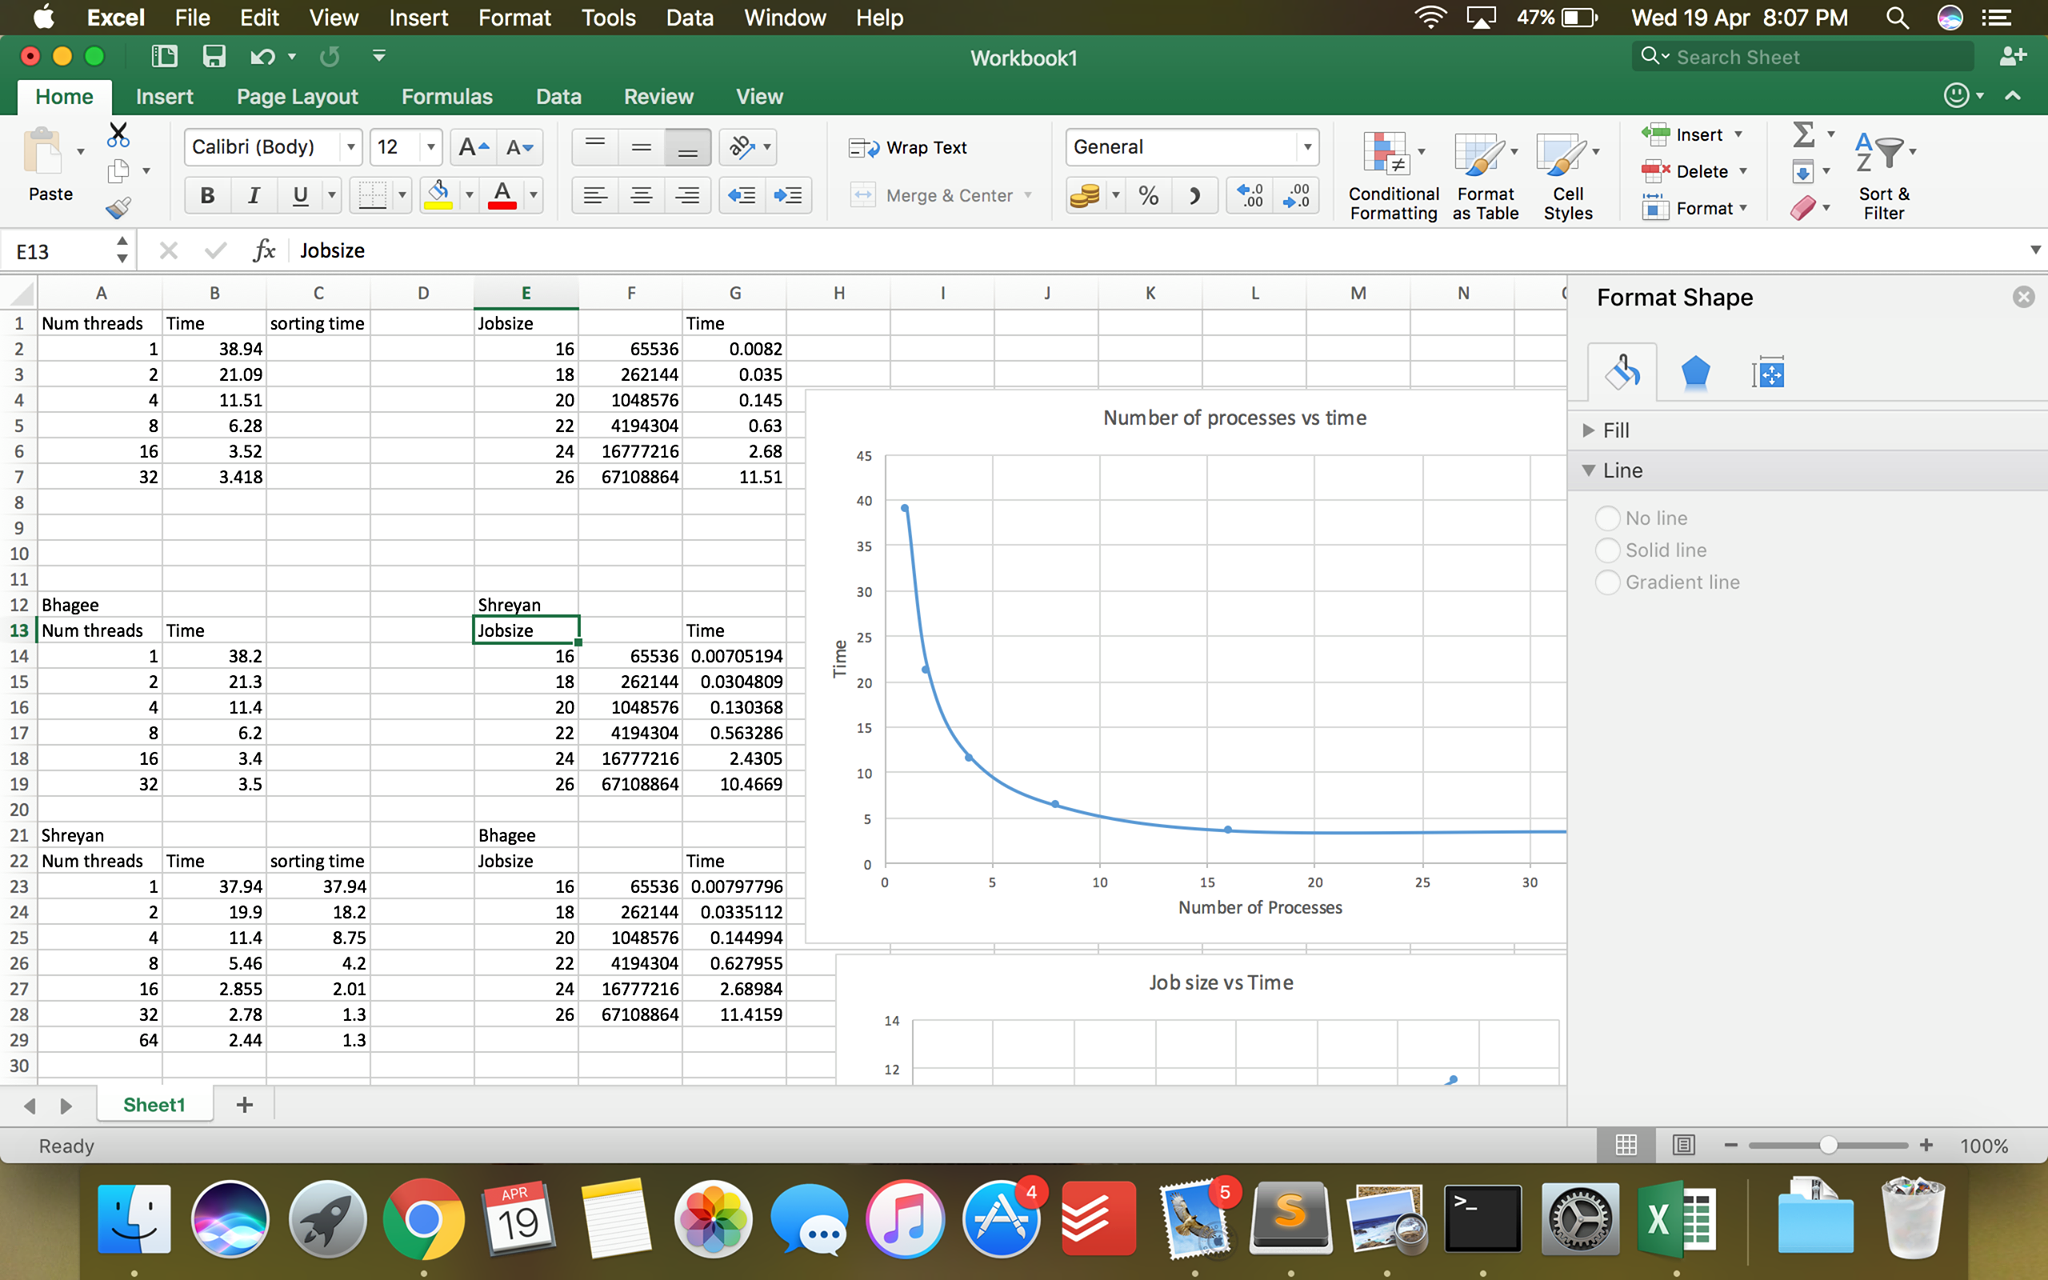 Excel File Edit View Insert Format Tools Data Window Help 47% Wed 19 Apr 8:07 PM
Workbook1
Search Sheet
Home Insert Page Layout Formulas Data Review View
Paste
Calibri (Body) 12
A A
B I U A
Wrap Text
Merge & Center
General
% .0 .00 .00 .0
Conditional Formatting
Format as Table
Cell Styles
Insert
Delete
Format
A Z
Sort & Filter
E13 fx Jobsize
A B C D E F G H I J K L M N
1 Num threads Time sorting time Jobsize Time
2 1 38.94 16 65536 0.0082
3 2 21.09 18 262144 0.035
4 4 11.51 20 1048576 0.145
5 8 6.28 22 4194304 0.63
6 16 3.52 24 16777216 2.68
7 32 3.418 26 67108864 11.51
8
9
10
11
12 Bhagee Shreyan
13 Num threads Time Jobsize Time
14 1 38.2 16 65536 0.00705194
15 2 21.3 18 262144 0.0304809
16 4 11.4 20 1048576 0.130368
17 8 6.2 22 4194304 0.563286
18 16 3.4 24 16777216 2.4305
19 32 3.5 26 67108864 10.4669
20
21 Shreyan Bhagee
22 Num threads Time sorting time Jobsize Time
23 1 37.94 37.94 16 65536 0.00797796
24 2 19.9 18.2 18 262144 0.0335112
25 4 11.4 8.75 20 1048576 0.144994
26 8 5.46 4.2 22 4194304 0.627955
27 16 2.855 2.01 24 16777216 2.68984
28 32 2.78 1.3 26 67108864 11.4159
29 64 2.44 1.3
30
Number of processes vs time
45
40
35
30
25
20
15
10
5
0
Time
0 5 10 15 20 25 30
Number of Processes
Job size vs Time
14
12
Format Shape
Fill
Line
No line
Solid line
Gradient line
Sheet1 +
Ready
100%
APR
19
4
5
S
>_
X